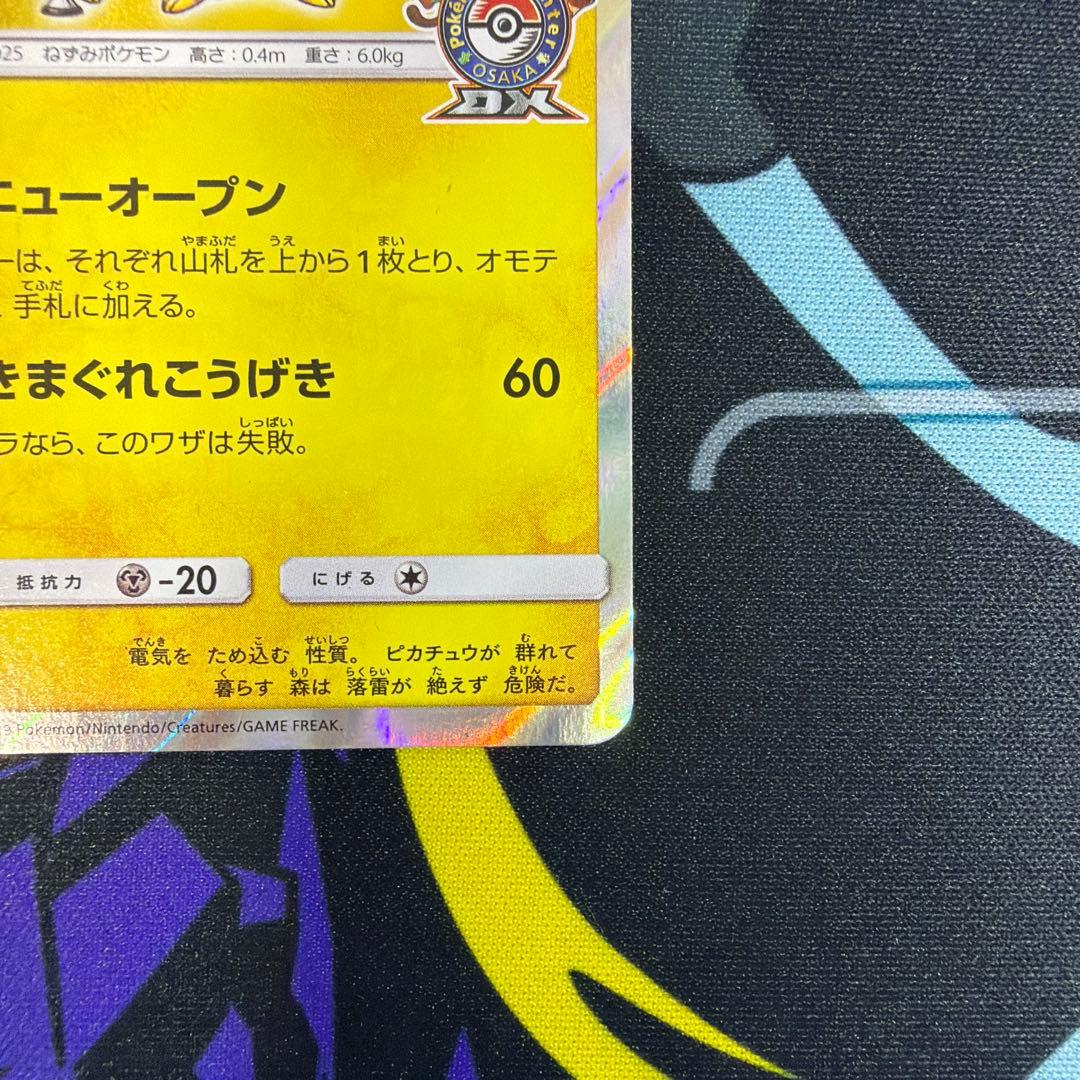 025 ねずみポケモン 高さ:0.4m 重さ:6.0kg
OSAKA
DX
ニューオープン
ーは、それぞれ山札を上から1枚とり、オモテ
、手札に加える。
きまぐれこうげき 60
ラなら、このワザは失敗。
抵抗力 -20 にげる
電気を ため込む 性質。 ピカチュウが 群れて
暮らす 森は 落雷が 絶えず 危険だ。
9 Pokémon/Nintendo/Creatures/GAME FREAK.